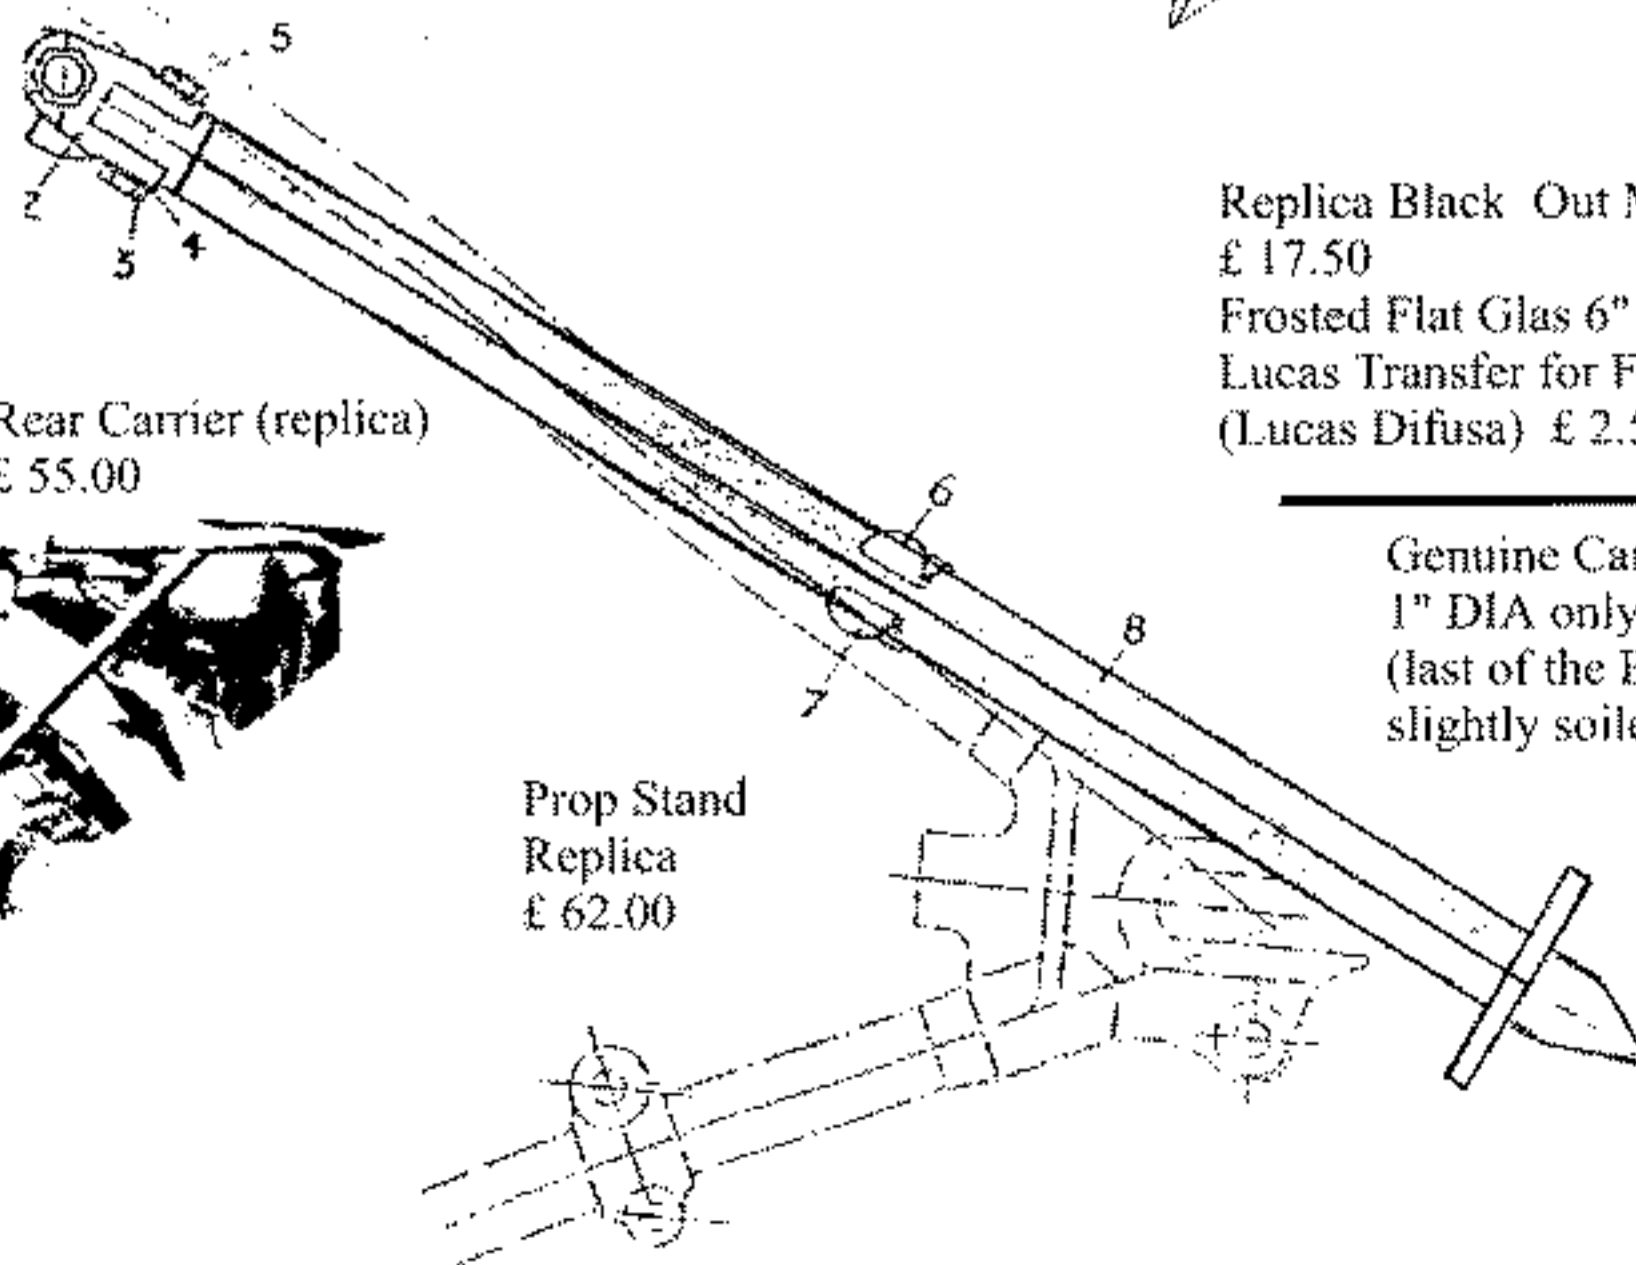 5
2
3
4
Replica Black Out
£ 17.50
Frosted Flat Glas 6"
Lucas Transfer for
(Lucas Difusa) £ 2.5
Rear Carrier (replica)
£ 55.00
6
Genuine
1" DIA only
(last of the
slightly
8
7
Prop Stand
Replica
£ 62.00